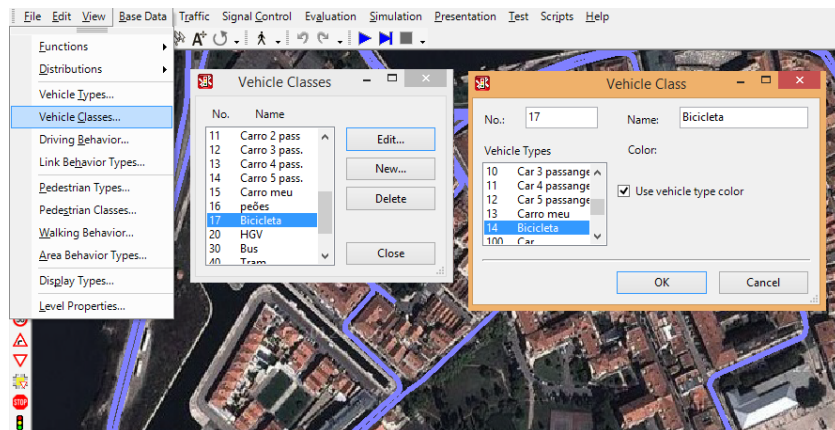 File Edit View Base Data Traffic Signal Control Evaluation Simulation Presentation Test Scripts Help
Functions
Distributions
Vehicle Types...
Vehicle Classes...
Driving Behavior...
Link Behavior Types...
Pedestrian Types...
Pedestrian Classes...
Walking Behavior...
Area Behavior Types...
Display Types...
Level Properties...
STOP
Vehicle Classes
No. Name
11 Carro 2 pass
12 Carro 3 pass.
13 Carro 4 pass.
14 Carro 5 pass.
15 Carro meu
16 peões
17 Bicicleta
20 HGV
30 Bus
40 Tram
Edit...
New...
Delete
Close
Vehicle Class
No.: 17 Name: Bicicleta
Vehicle Types Color:
10 Car 3 passange
11 Car 4 passange
12 Car 5 passange
13 Carro meu
14 Bicicleta
100 Car
Use vehicle type color
OK Cancel